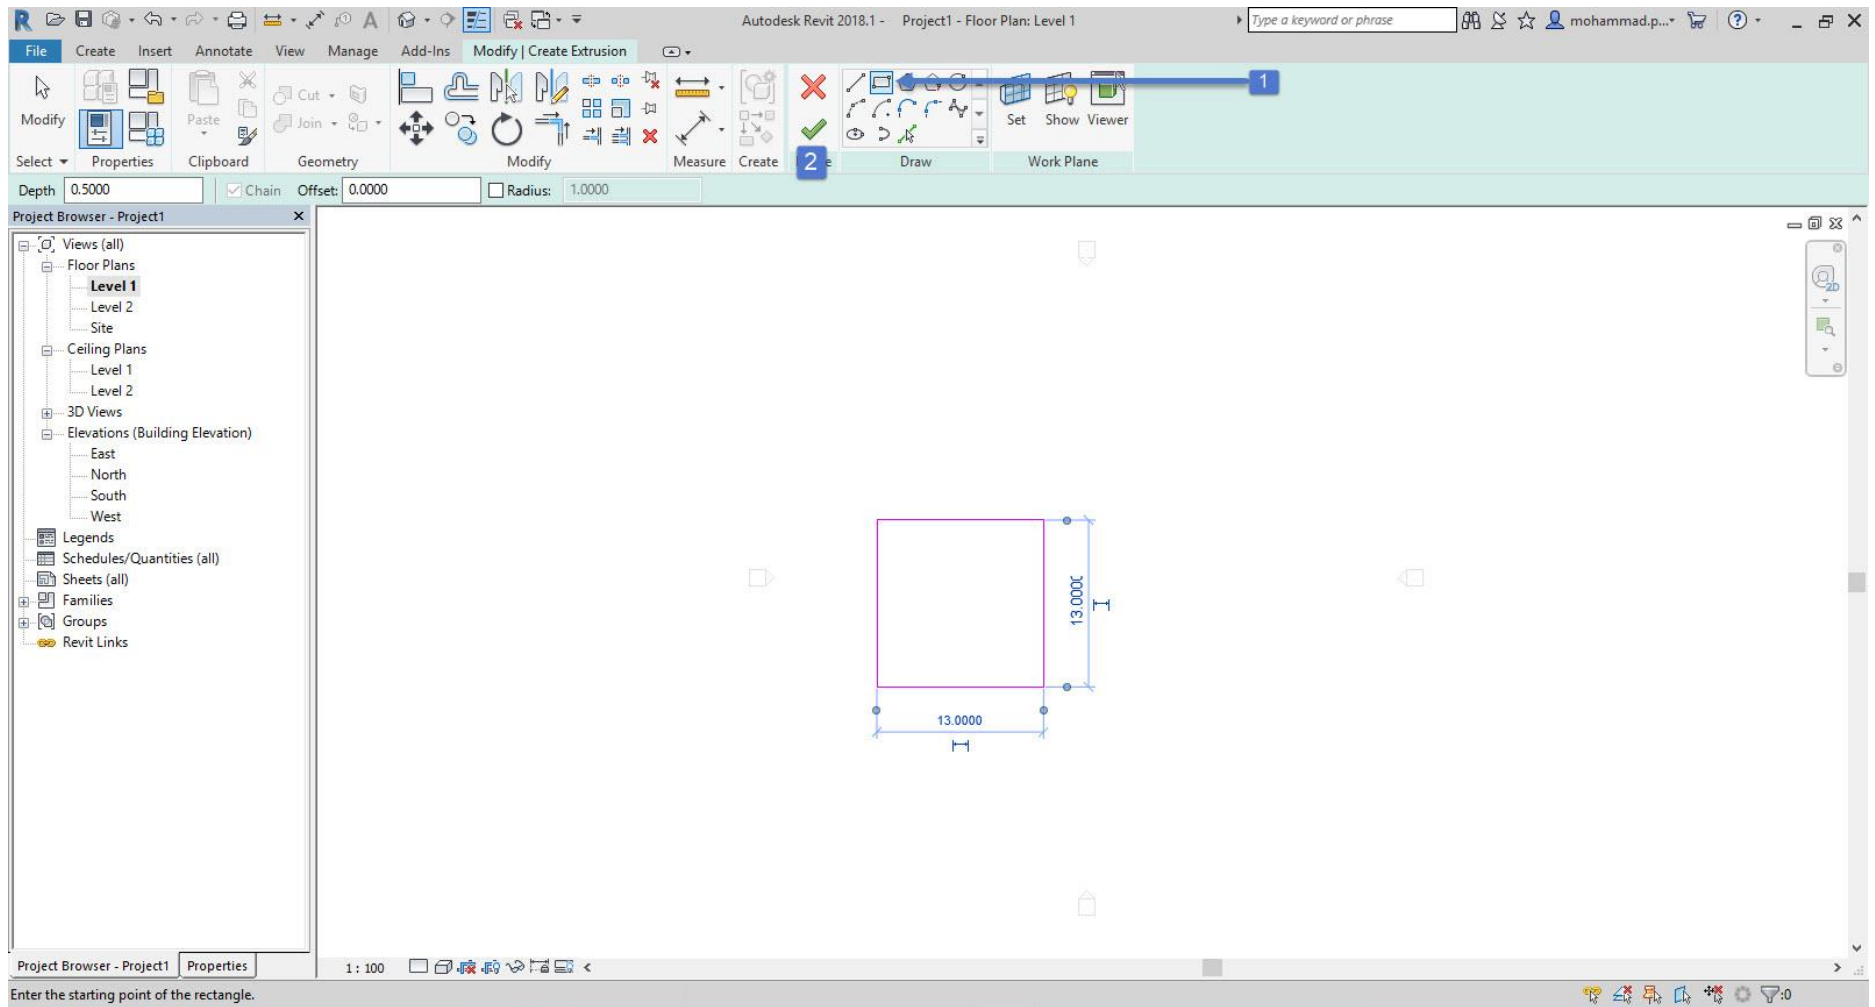 Autodesk Revit 2018.1 - Project1 - Floor Plan: Level 1
Type a keyword or phrase
mohammad.p...
File Create Insert Annotate View Manage Add-Ins Modify | Create Extrusion
1
Modify
Paste
Cut
Join
Set Show Viewer
Select Properties Clipboard Geometry Modify Measure Create 2 Draw Work Plane
Depth 0.5000 Chain Offset: 0.0000 Radius: 1.0000
Project Browser - Project1
Views (all)
Floor Plans
Level 1
Level 2
Site
Ceiling Plans
Level 1
Level 2
3D Views
Elevations (Building Elevation)
East
North
South
West
Legends
Schedules/Quantities (all)
Sheets (all)
Families
Groups
Revit Links
2D
13.0000
13.0000
Project Browser - Project1 Properties
1 : 100
Enter the starting point of the rectangle.
:0